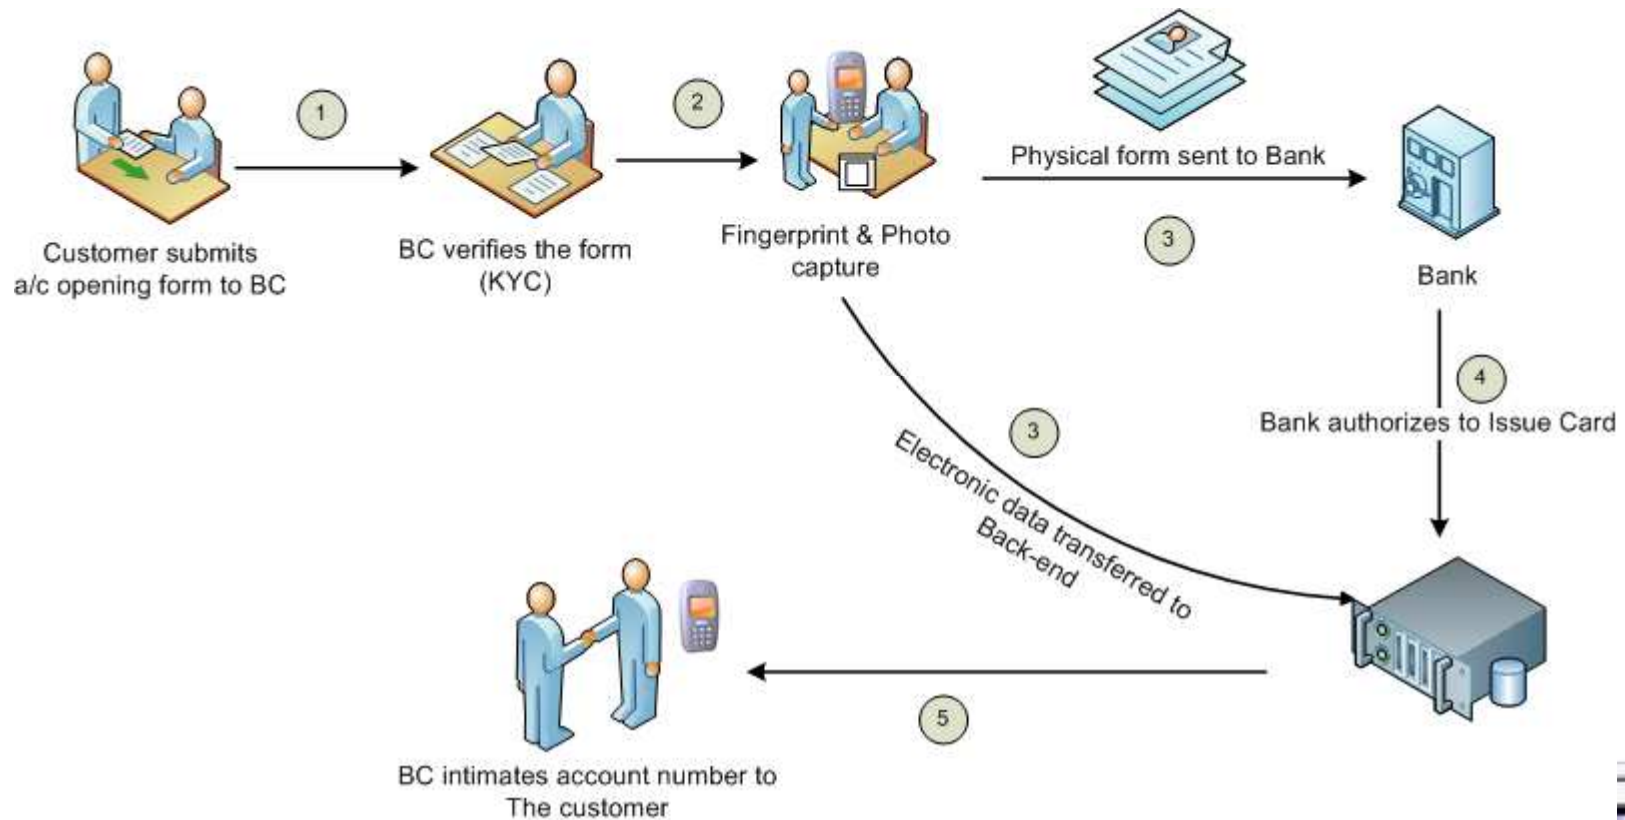 1
2
Physical form sent to Bank
3
Customer submits
a/c opening form to BC
BC verifies the form
(KYC)
Fingerprint & Photo
capture
Bank
4
Bank authorizes to Issue Card
3
Electronic data transferred to
Back-end
5
BC intimates account number to
The customer